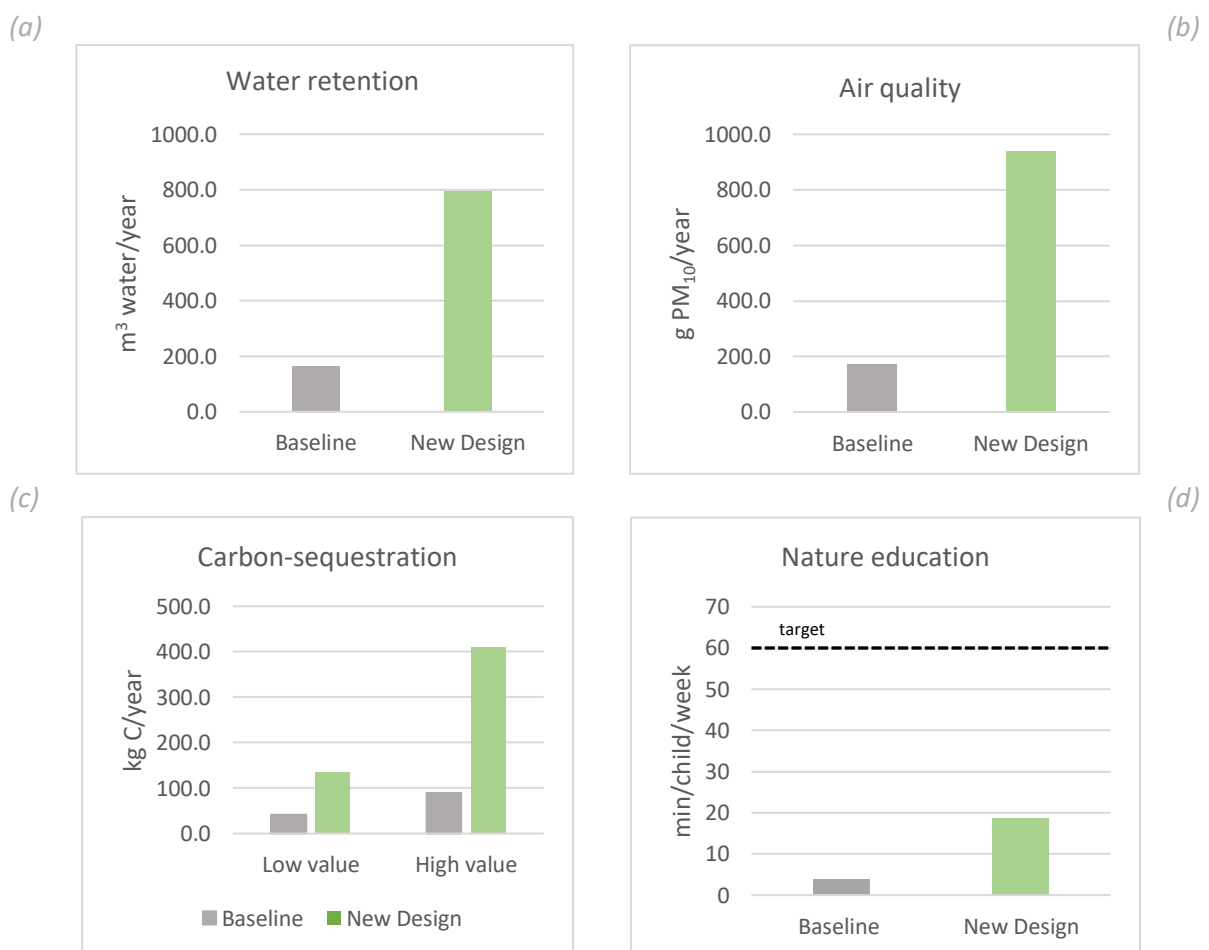 (a)
(b)
Water retention
m³ water/year
1000.0
800.0
600.0
400.0
200.0
0.0
Baseline New Design
Air quality
g PM₁₀/year
1000.0
800.0
600.0
400.0
200.0
0.0
Baseline New Design
(c)
(d)
Carbon-sequestration
kg C/year
500.0
400.0
300.0
200.0
100.0
0.0
Low value High value
Baseline New Design
Nature education
min/child/week
70
target
60
50
40
30
20
10
0
Baseline New Design